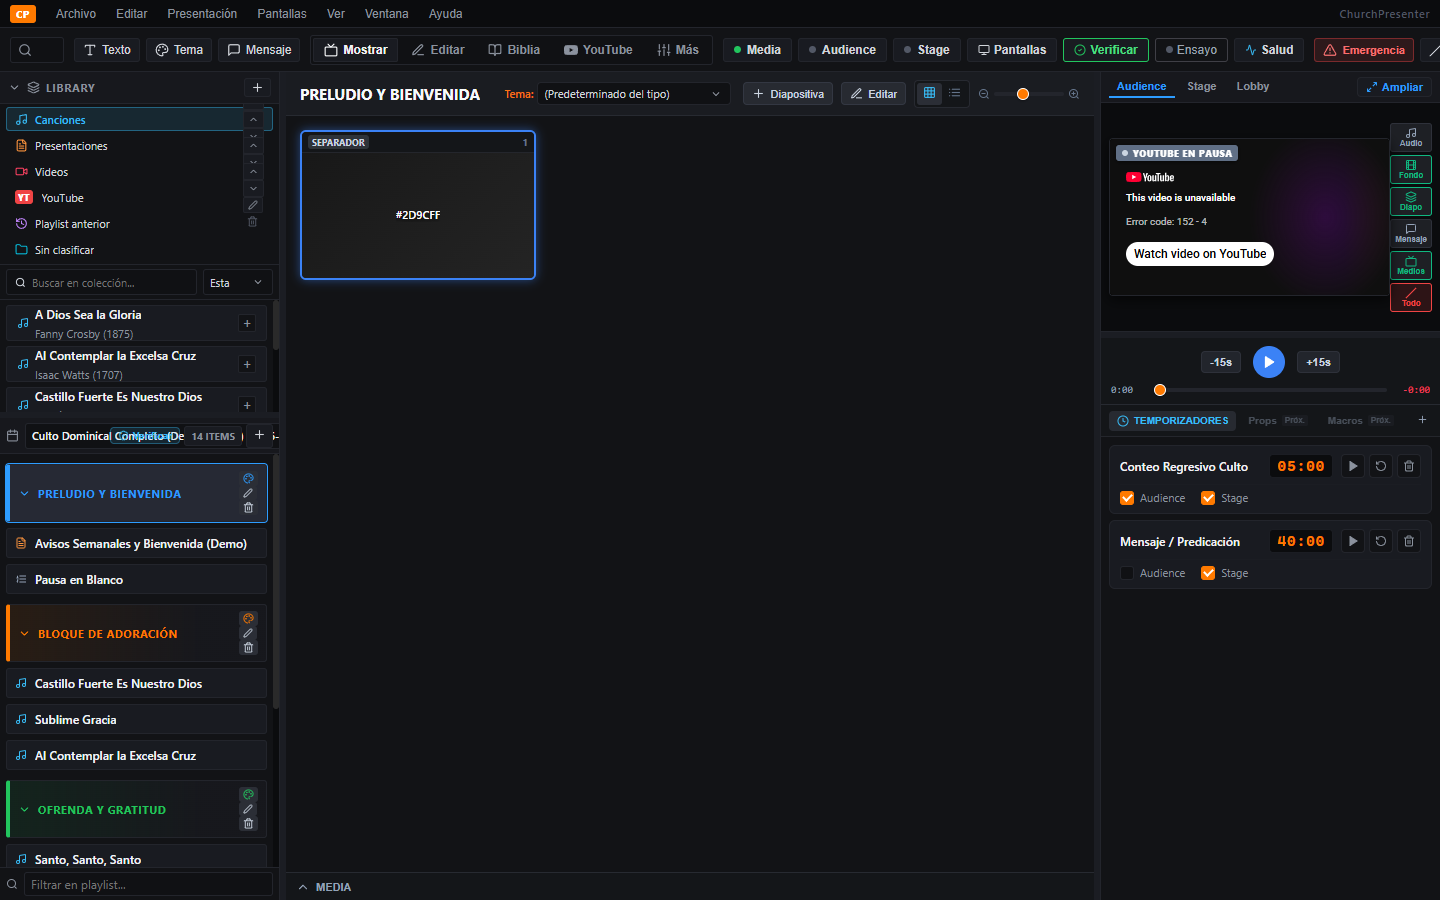 CP Archivo Editar Presentación Pantallas Ver Ventana Ayuda ChurchPresenter
Texto Tema Mensaje Mostrar Editar Biblia YouTube Más Media Audience Stage Pantallas Verificar Ensayo Salud Emergencia
LIBRARY
Canciones
Presentaciones
Videos
YT YouTube
Playlist anterior
Sin clasificar
Buscar en colección... Esta
A Dios Sea la Gloria
Fanny Crosby (1875)
Al Contemplar la Excelsa Cruz
Isaac Watts (1707)
Castillo Fuerte Es Nuestro Dios
Culto Dominical Completo (De 14 ITEMS
PRELUDIO Y BIENVENIDA
Avisos Semanales y Bienvenida (Demo)
Pausa en Blanco
BLOQUE DE ADORACIÓN
Castillo Fuerte Es Nuestro Dios
Sublime Gracia
Al Contemplar la Excelsa Cruz
OFRENDA Y GRATITUD
Santo, Santo, Santo
Filtrar en playlist...
PRELUDIO Y BIENVENIDA Tema: (Predeterminado del tipo) Diapositiva Editar
SEPARADOR 1
#2D9CFF
MEDIA
Audience Stage Lobby Ampliar
YOUTUBE EN PAUSA
YouTube
This video is unavailable
Error code: 152 - 4
Watch video on YouTube
Audio
Fondo
Diapo
Mensaje
Medios
Todo
-15s +15s
0:00 -0:00
TEMPORIZADORES Props Próx. Macros Próx.
Conteo Regresivo Culto 05:00
Audience Stage
Mensaje / Predicación 40:00
Audience Stage